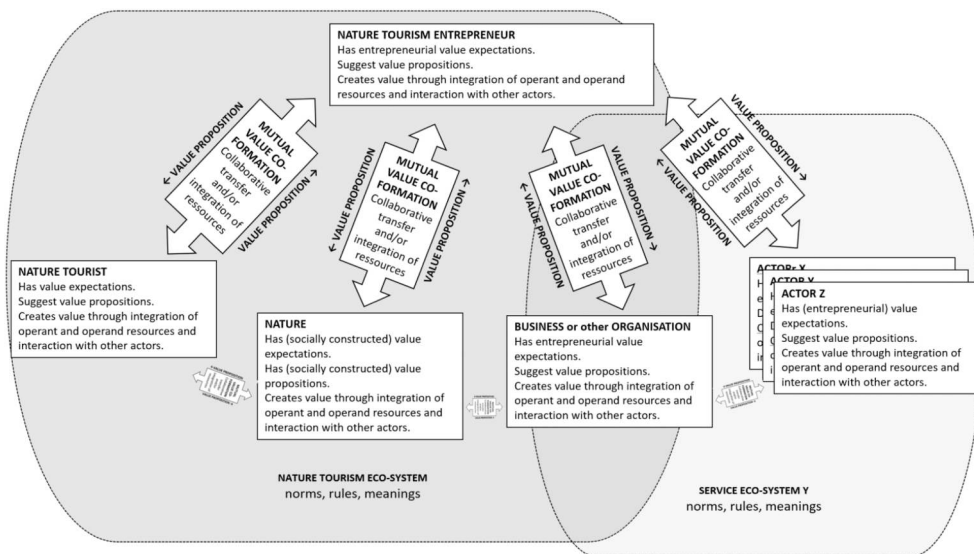 NATURE TOURISM ENTREPRENEUR
Has entrepreneurial value expectations.
Suggest value propositions.
Creates value through integration of operant and operand
resources and interaction with other actors.
← VALUE PROPOSITION
MUTUAL
VALUE CO-
FORMATION
Collaborative
transfer
and/or
integration of
ressources
VALUE PROPOSITION →
← VALUE PROPOSITION
MUTUAL
VALUE CO-
FORMATION
Collaborative
transfer
and/or
integration of
ressources
VALUE PROPOSITION →
← VALUE PROPOSITION
MUTUAL
VALUE CO-
FORMATION
Collaborative
transfer
and/or
integration of
ressources
VALUE PROPOSITION →
← VALUE PROPOSITION
MUTUAL
VALUE CO-
FORMATION
Collaborative
transfer
and/or
integration of
ressources
VALUE PROPOSITION →
NATURE TOURIST
Has value expectations.
Suggest value propositions.
Creates value through integration of
operant and operand resources and
interaction with other actors.
NATURE
Has (socially constructed) value
expectations.
Has (socially constructed) value
propositions.
Creates value through integration of
operant and operand resources and
interaction with other actors.
BUSINESS or other ORGANISATION
Has entrepreneurial value
expectations.
Suggest value propositions.
Creates value through integration of
operant and operand resources and
interaction with other actors.
ACTORr X
ACTOR Y
ACTOR Z
Has (entrepreneurial) value
expectations.
Suggest value propositions.
Creates value through integration of
operant and operand resources and
interaction with other actors.
NATURE TOURISM ECO-SYSTEM
norms, rules, meanings
SERVICE ECO-SYSTEM Y
norms, rules, meanings